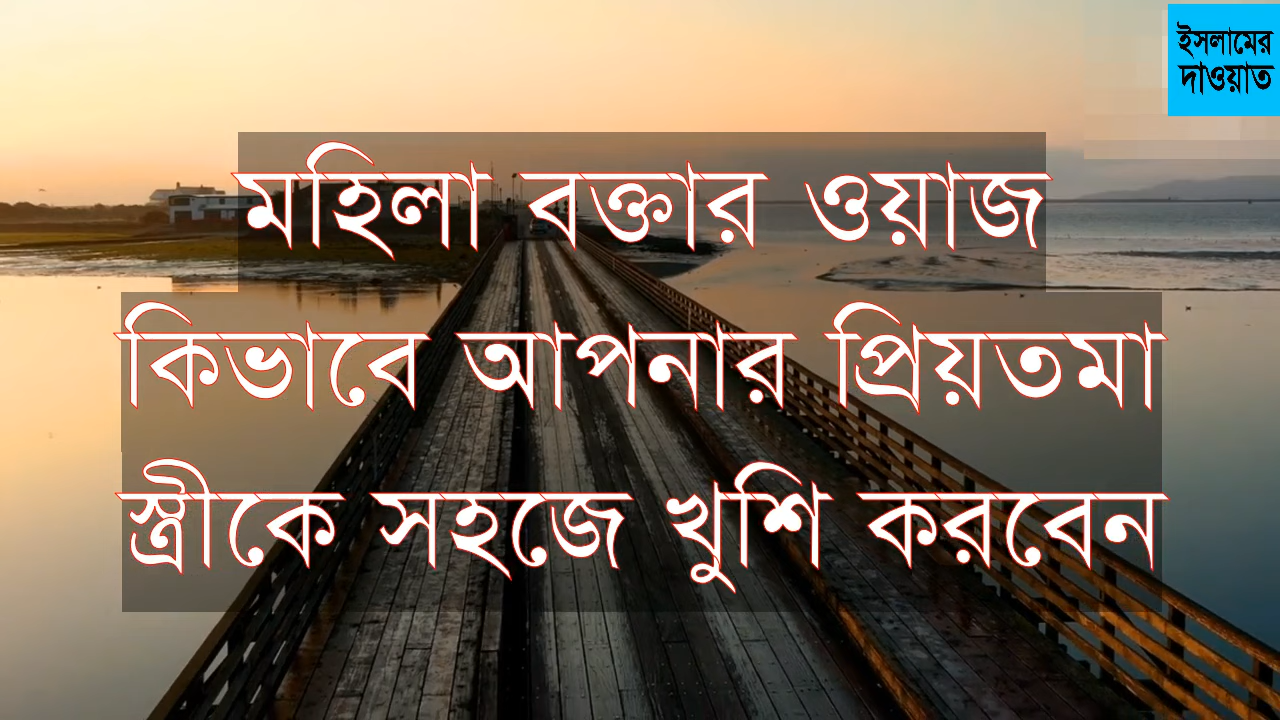 ইসলামের
দাওয়াত
মহিলা বক্তার ওয়াজ
কিভাবে আপনার প্রিয়তমা
স্ত্রীকে সহজে খুশি করবেন